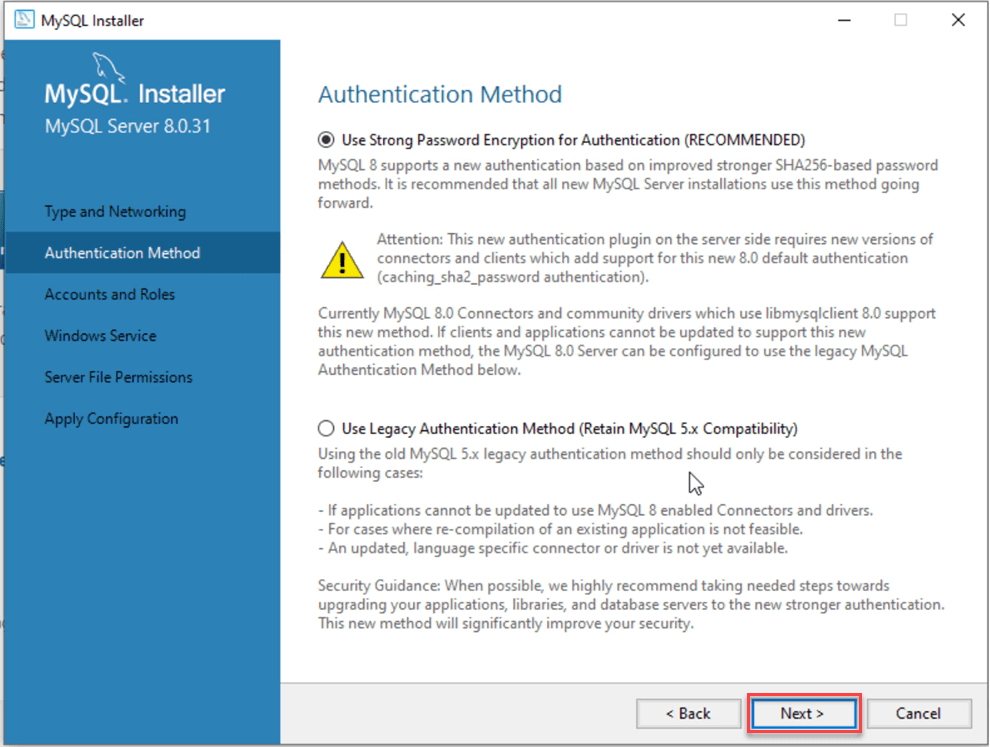 MySQL Installer
MySQL. Installer
MySQL Server 8.0.31
Type and Networking
Authentication Method
Accounts and Roles
Windows Service
Server File Permissions
Apply Configuration
Authentication Method
Use Strong Password Encryption for Authentication (RECOMMENDED)
MySQL 8 supports a new authentication based on improved stronger SHA256-based password
methods. It is recommended that all new MySQL Server installations use this method going
forward.
Attention: This new authentication plugin on the server side requires new versions of
connectors and clients which add support for this new 8.0 default authentication
(caching_sha2_password authentication).
Currently MySQL 8.0 Connectors and community drivers which use libmysqlclient 8.0 support
this new method. If clients and applications cannot be updated to support this new
authentication method, the MySQL 8.0 Server can be configured to use the legacy MySQL
Authentication Method below.
Use Legacy Authentication Method (Retain MySQL 5.x Compatibility)
Using the old MySQL 5.x legacy authentication method should only be considered in the
following cases:
- If applications cannot be updated to use MySQL 8 enabled Connectors and drivers.
- For cases where re-compilation of an existing application is not feasible.
- An updated, language specific connector or driver is not yet available.
Security Guidance: When possible, we highly recommend taking needed steps towards
upgrading your applications, libraries, and database servers to the new stronger authentication.
This new method will significantly improve your security.
< Back
Next >
Cancel